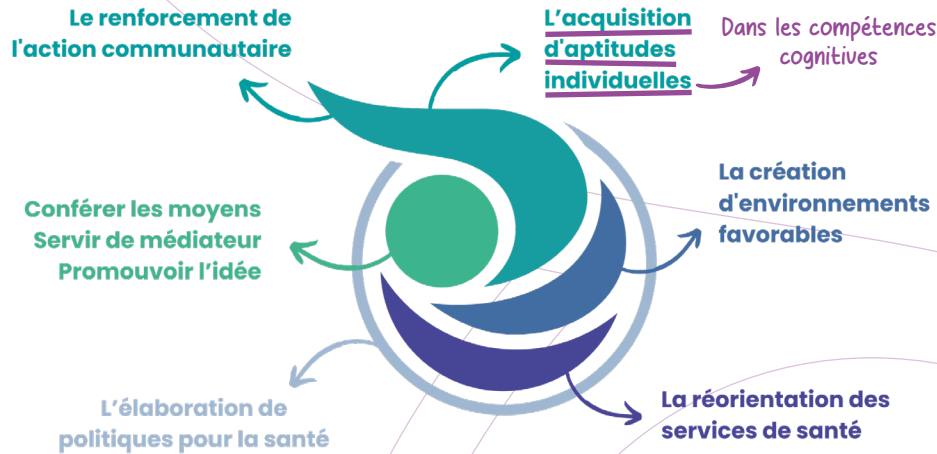 Le renforcement de
l'action communautaire
L’acquisition
d'aptitudes
individuelles
Dans les compétences
cognitives
Conférer les moyens
Servir de médiateur
Promouvoir l’idée
La création
d'environnements
favorables
L’élaboration de
politiques pour la santé
La réorientation des
services de santé